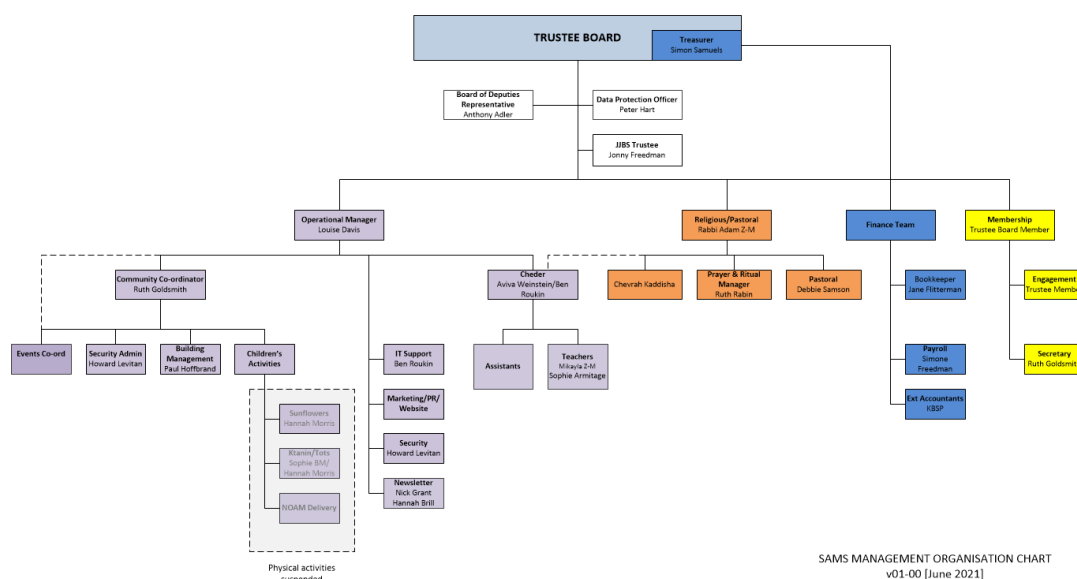 TRUSTEE BOARD
Treasurer
Simon Samuels
Board of Deputies
Representative
Anthony Adler
Data Protection Officer
Peter Hart
JJBS Trustee
Jonny Freedman
Operational Manager
Louise Davis
Religious/Pastoral
Rabbi Adam Z-M
Finance Team
Membership
Trustee Board Member
Community Co-ordinator
Ruth Goldsmith
Cheder
Aviva Weinstein/Ben
Roukin
Chevrah Kaddisha
Prayer & Ritual
Manager
Ruth Rabin
Pastoral
Debbie Samson
Bookkeeper
Jane Flitterman
Engagement
Trustee Membe
Events Co-ord
Security Admin
Howard Levitan
Building
Management
Paul Hoffbrand
Children's
Activities
IT Support
Ben Roukin
Assistants
Teachers
Mikayla Z-M
Sophie Armitage
Payroll
Simone
Freedman
Secretary
Ruth Goldsmit
Sunflowers
Hannah Morris
Marketing/PR/
Website
Ext Accountants
KBSP
Ktanin/Tots
Sophie BM/
Hannah Morris
Security
Howard Levitan
NOAM Delivery
Newsletter
Nick Grant
Hannah Brill
Physical activities
suspended
SAMS MANAGEMENT ORGANISATION CHART
v01-00 [June 2021]